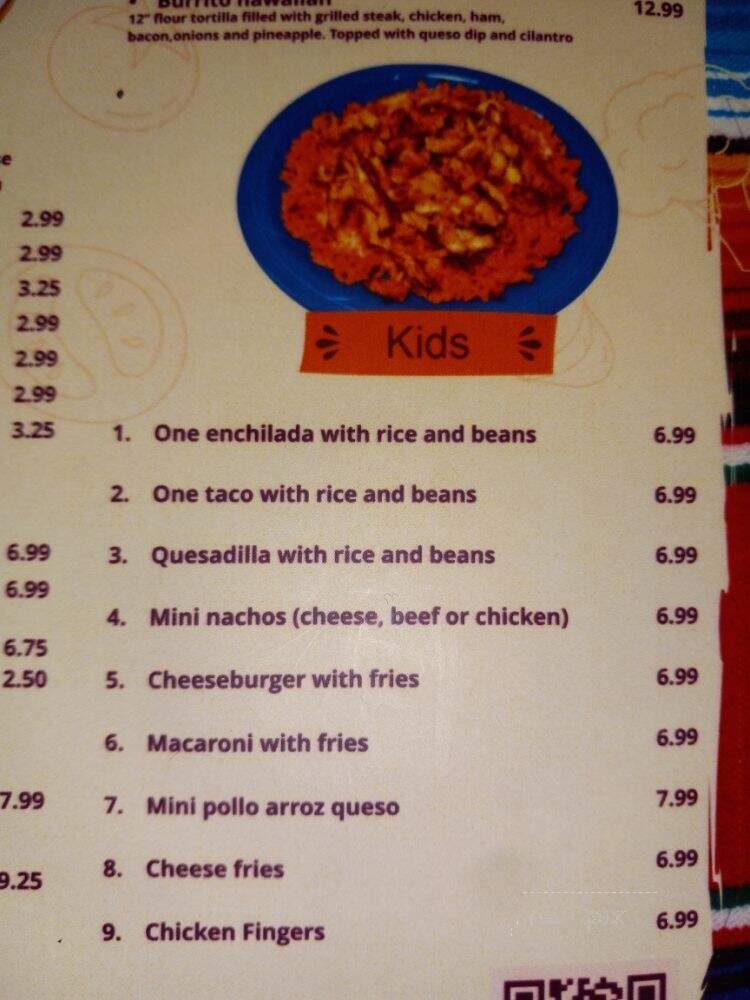 Burrito hawaiian 12.99
12" flour tortilla filled with grilled steak, chicken, ham,
bacon,onions and pineapple. Topped with queso dip and cilantro
2.99
2.99
3.25
2.99
2.99
2.99
3.25
6.99
6.99
6.75
2.50
7.99
9.25
Kids
1. One enchilada with rice and beans 6.99
2. One taco with rice and beans 6.99
3. Quesadilla with rice and beans 6.99
4. Mini nachos (cheese, beef or chicken) 6.99
5. Cheeseburger with fries 6.99
6. Macaroni with fries 6.99
7. Mini pollo arroz queso 7.99
8. Cheese fries 6.99
9. Chicken Fingers 6.99